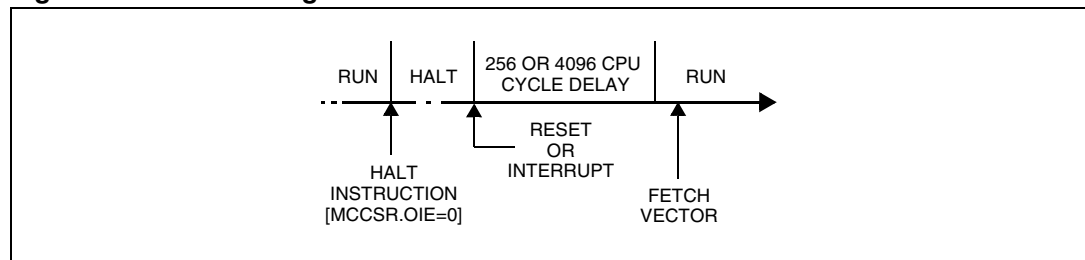 RUN
HALT
256 OR 4096 CPU
CYCLE DELAY
RUN
HALT
INSTRUCTION
[MCCSR.OIE=0]
RESET
OR
INTERRUPT
FETCH
VECTOR